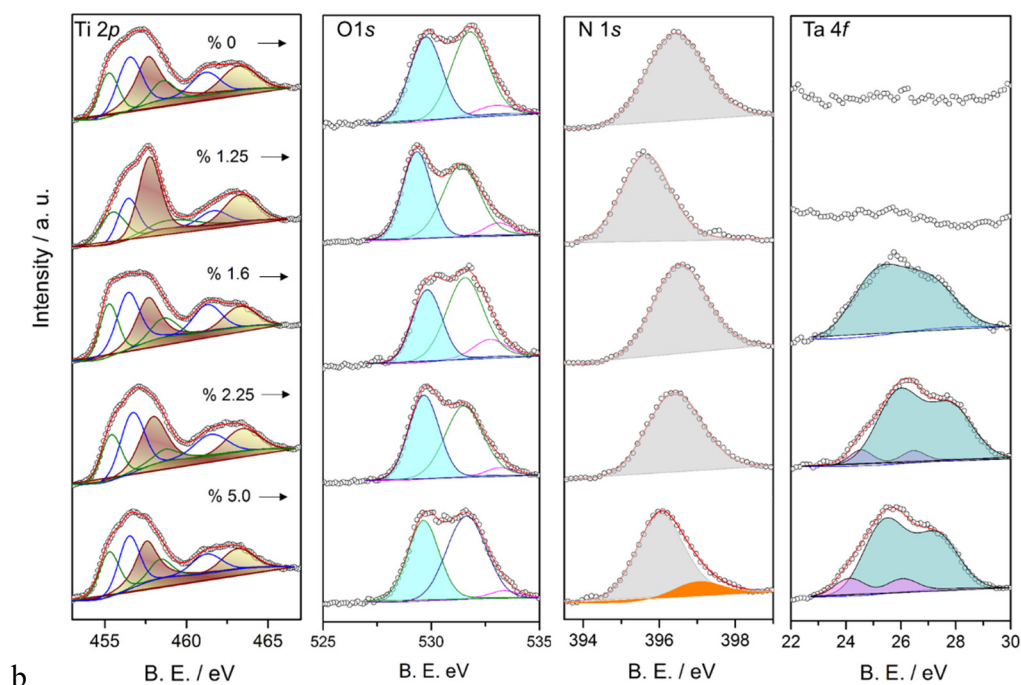 Ti 2p O1s N 1s Ta 4f
% 0
% 1.25
% 1.6
% 2.25
% 5.0
Intensity / a. u.
455 460 465 525 530 535 394 396 398 22 24 26 28 30
b B. E. / eV B. E. eV B. E. / eV B. E. / eV